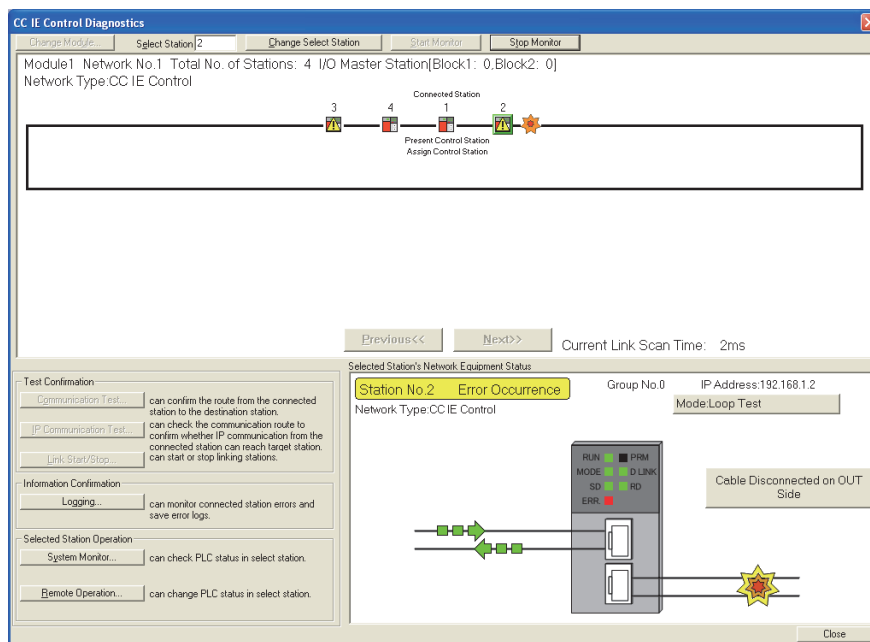 CC IE Control Diagnostics
Change Module... Select Station 2 Change Select Station Start Monitor Stop Monitor
Module1 Network No.1 Total No. of Stations: 4 I/O Master Station[Block1: 0,Block2: 0]
Network Type:CC IE Control
Connected Station
3 4 1 2
Present Control Station
Assign Control Station
Previous<< Next>> Current Link Scan Time: 2ms
Test Confirmation
Communication Test... can confirm the route from the connected
station to the destination station.
IP Communication Test... can check the communication route to
confirm whether IP communication from the
connected station can reach target station.
Link Start/Stop... can start or stop linking stations.
Information Confirmation
Logging... can monitor connected station errors and
save error logs.
Selected Station Operation
System Monitor... can check PLC status in select station.
Remote Operation... can change PLC status in select station.
Selected Station's Network Equipment Status
Station No.2 Error Occurrence Group No.0 IP Address:192.168.1.2
Network Type:CC IE Control Mode:Loop Test
RUN PRM
MODE D LINK
SD RD
ERR.
Cable Disconnected on OUT
Side
Close